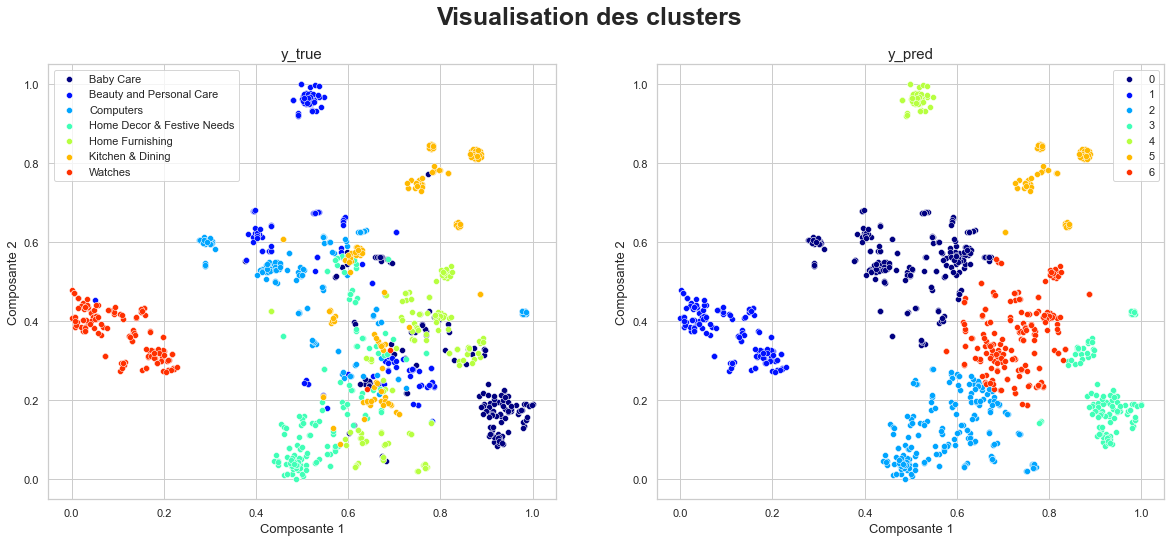 Visualisation des clusters
y_true
Baby Care
Beauty and Personal Care
Computers
Home Decor & Festive Needs
Home Furnishing
Kitchen & Dining
Watches
1.0
0.8
0.6
0.4
0.2
0.0
Composante 2
0.0 0.2 0.4 0.6 0.8 1.0
Composante 1
y_pred
0
1
2
3
4
5
6
1.0
0.8
0.6
0.4
0.2
0.0
Composante 2
0.0 0.2 0.4 0.6 0.8 1.0
Composante 1